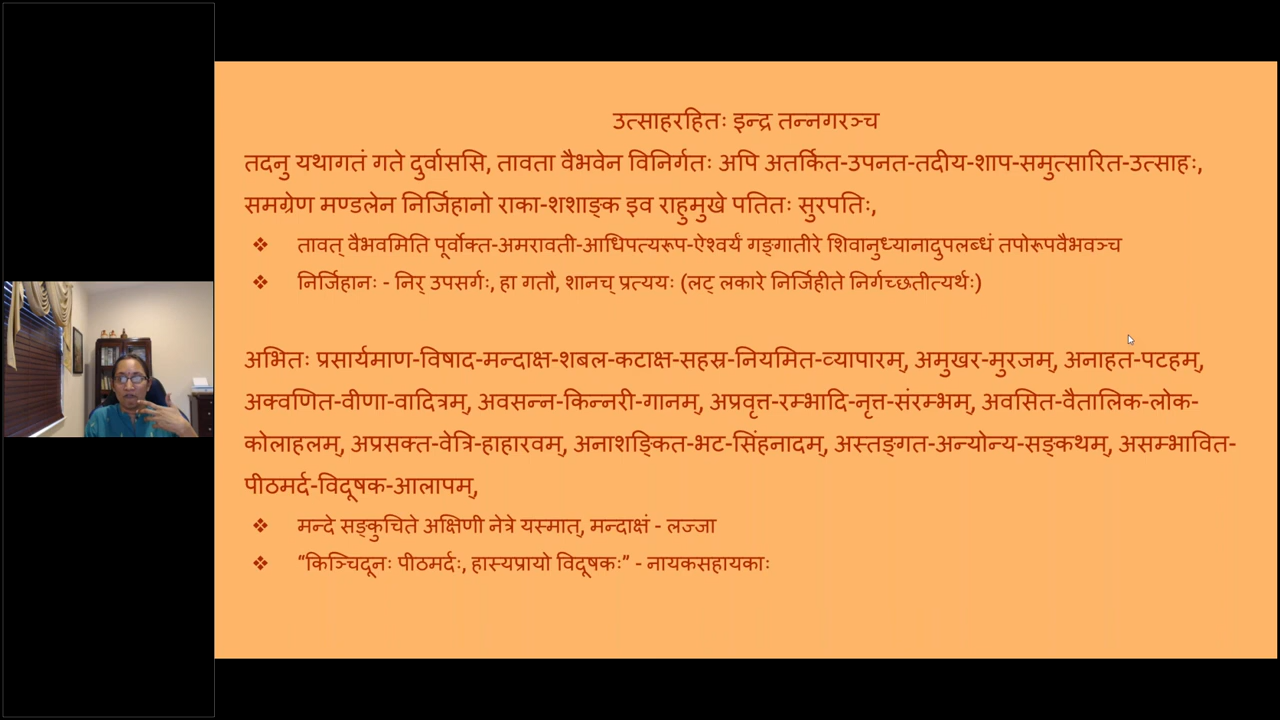 उत्साहरहितः इन्द्र तन्नगरञ्च
तदनु यथागतं गते दुर्वाससि, तावता वैभवेन विनिर्गतः अपि अतर्कित-उपनत-तदीय-शाप-समुत्सारित-उत्साहः,
समग्रेण मण्डलेन निर्जिहानो राका-शशाङ्क इव राहुमुखे पतितः सुरपतिः,
❖ तावत् वैभवमिति पूर्वोक्त-अमरावती-आधिपत्यरूप-ऐश्वर्यं गङ्गातीरे शिवानुध्यानादुपलब्धं तपोरूपवैभवञ्च
❖ निर्जिहानः - निर् उपसर्गः, हा गतौ, शानच् प्रत्ययः (लट् लकारे निर्जिहीते निर्गच्छतीत्यर्थः)
अभितः प्रसार्यमाण-विषाद-मन्दाक्ष-शबल-कटाक्ष-सहस्र-नियमित-व्यापारम्, अमुखर-मुरजम्, अनाहत-पटहम्,
अक्वणित-वीणा-वादित्रम्, अवसन्न-किन्नरी-गानम्, अप्रवृत्त-रम्भादि-नृत्त-संरम्भम्, अवसित-वैतालिक-लोक-
कोलाहलम्, अप्रसक्त-वेत्रि-हाहारवम्, अनाशङ्कित-भट-सिंहनादम्, अस्तङ्गत-अन्योन्य-सङ्कथम्, असम्भावित-
पीठमर्द-विदूषक-आलापम्,
❖ मन्दे सङ्कुचिते अक्षिणी नेत्रे यस्मात्, मन्दाक्षं - लज्जा
❖ “किञ्चिदूनः पीठमर्दः, हास्यप्रायो विदूषकः” - नायकसहायकाः